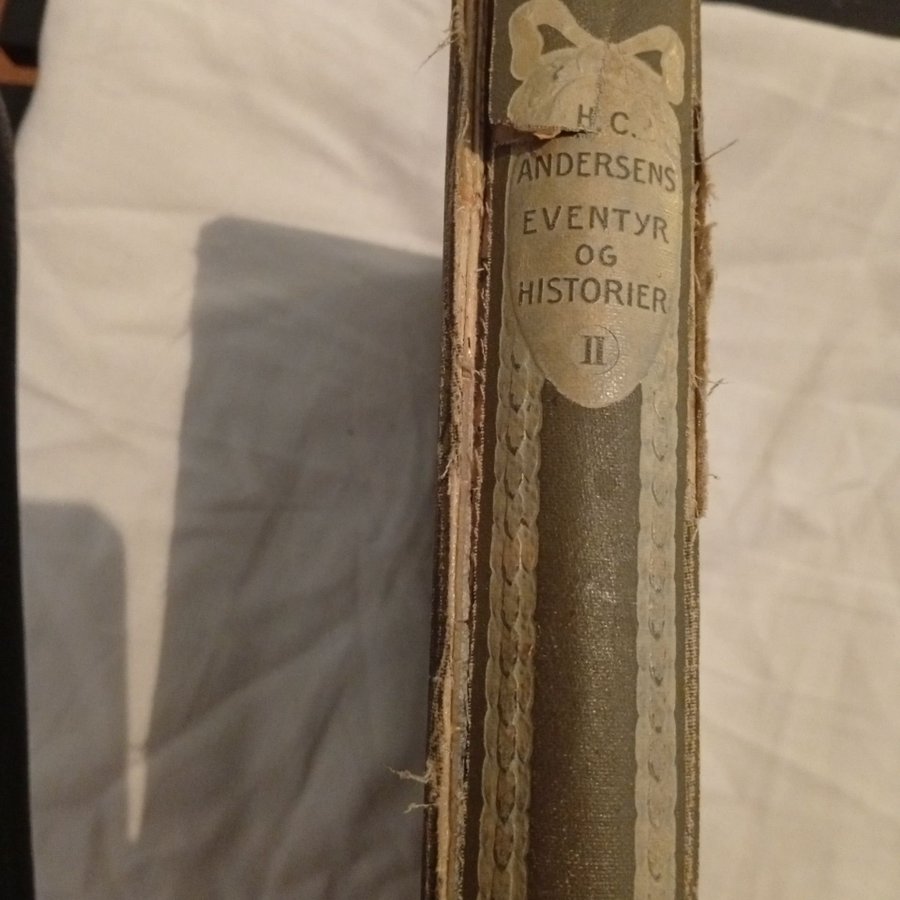 H. C.
ANDERSENS
EVENTYR
OG
HISTORIER
II